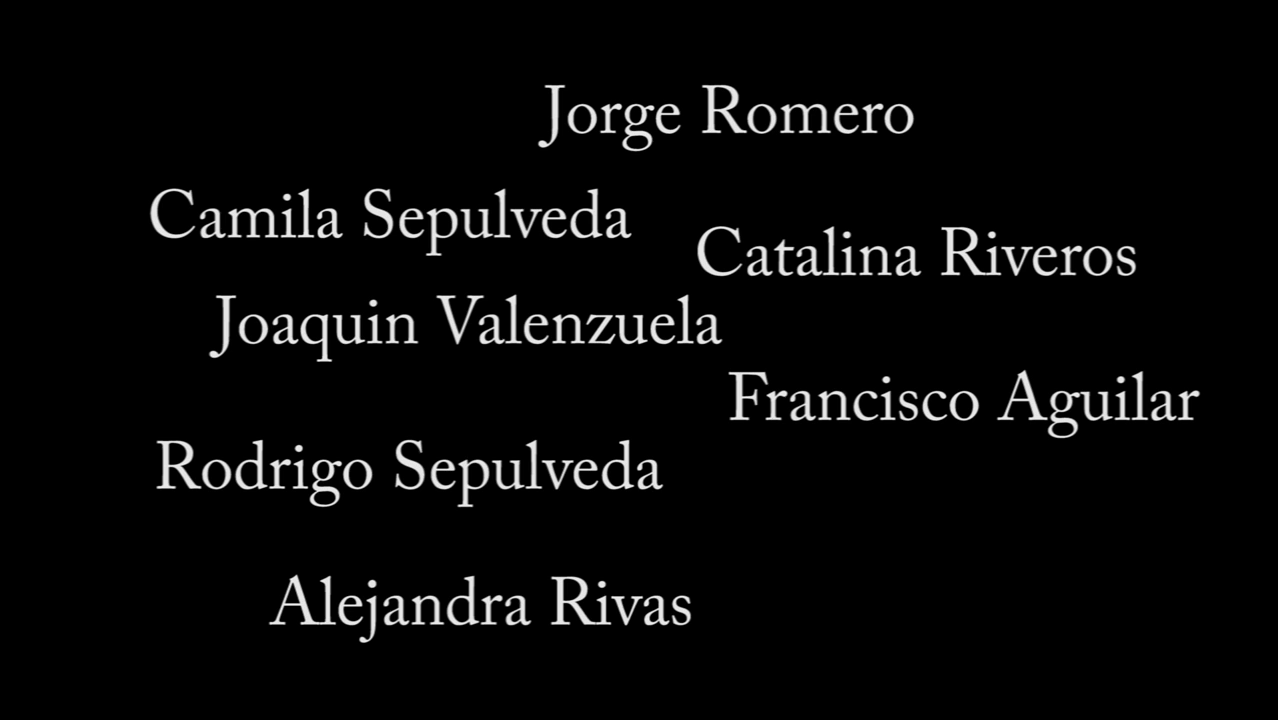 Jorge Romero
Camila Sepulveda
Catalina Riveros
Joaquin Valenzuela
Francisco Aguilar
Rodrigo Sepulveda
Alejandra Rivas